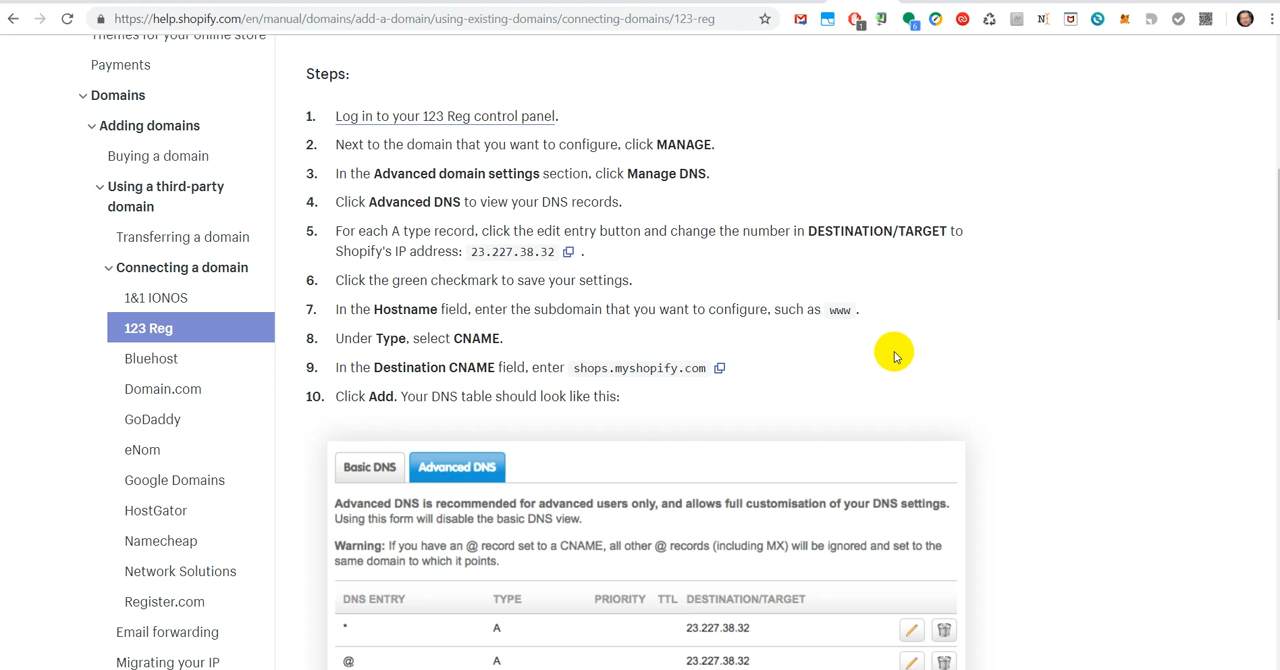 https://help.shopify.com/en/manual/domains/add-a-domain/using-existing-domains/connecting-domains/123-reg
1
6
Themes for your online store
Payments
Domains
Adding domains
Buying a domain
Using a third-party
domain
Transferring a domain
Connecting a domain
1&1 IONOS
123 Reg
Bluehost
Domain.com
GoDaddy
eNom
Google Domains
HostGator
Namecheap
Network Solutions
Register.com
Email forwarding
Migrating your IP
Steps:
1. Log in to your 123 Reg control panel.
2. Next to the domain that you want to configure, click MANAGE.
3. In the Advanced domain settings section, click Manage DNS.
4. Click Advanced DNS to view your DNS records.
5. For each A type record, click the edit entry button and change the number in DESTINATION/TARGET to
Shopify's IP address: 23.227.38.32 .
6. Click the green checkmark to save your settings.
7. In the Hostname field, enter the subdomain that you want to configure, such as www .
8. Under Type, select CNAME.
9. In the Destination CNAME field, enter shops.myshopify.com
10. Click Add. Your DNS table should look like this:
Basic DNS Advanced DNS
Advanced DNS is recommended for advanced users only, and allows full customisation of your DNS settings.
Using this form will disable the basic DNS view.
Warning: If you have an @ record set to a CNAME, all other @ records (including MX) will be ignored and set to the
same domain to which it points.
DNS ENTRY TYPE PRIORITY TTL DESTINATION/TARGET
* A 23.227.38.32
@ A 23.227.38.32